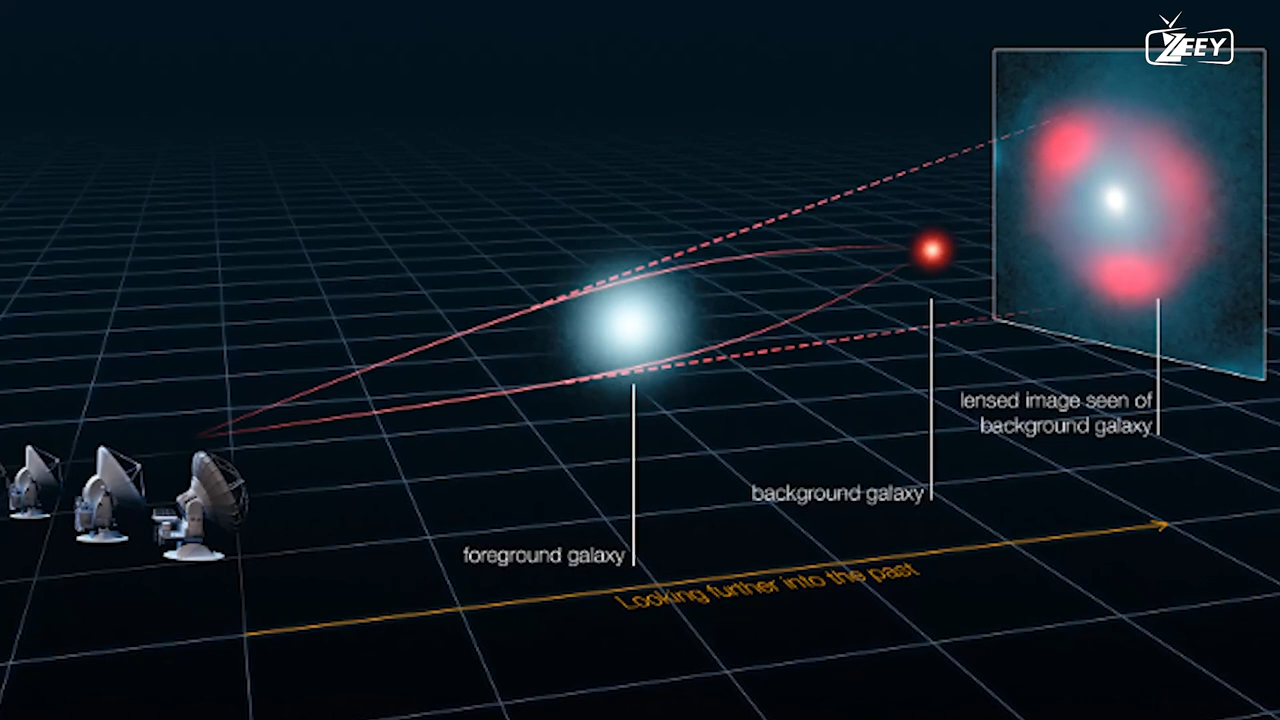 ZEEY
lensed image seen of
background galaxy
background galaxy
foreground galaxy
Looking further into the past